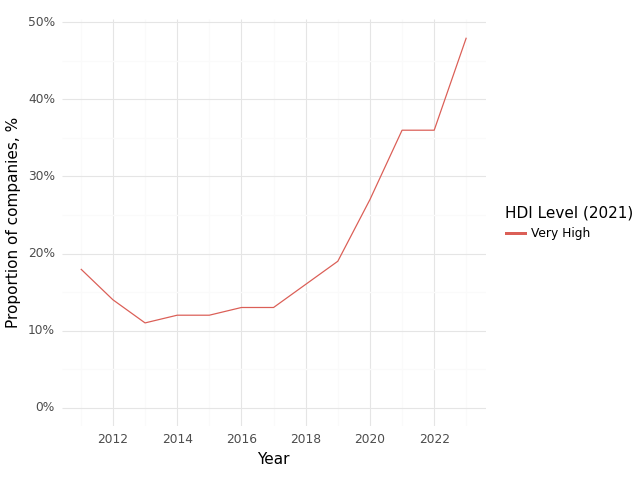 50%
40%
30%
20%
10%
0%
Proportion of companies, %
2012 2014 2016 2018 2020 2022
Year
HDI Level (2021)
Very High